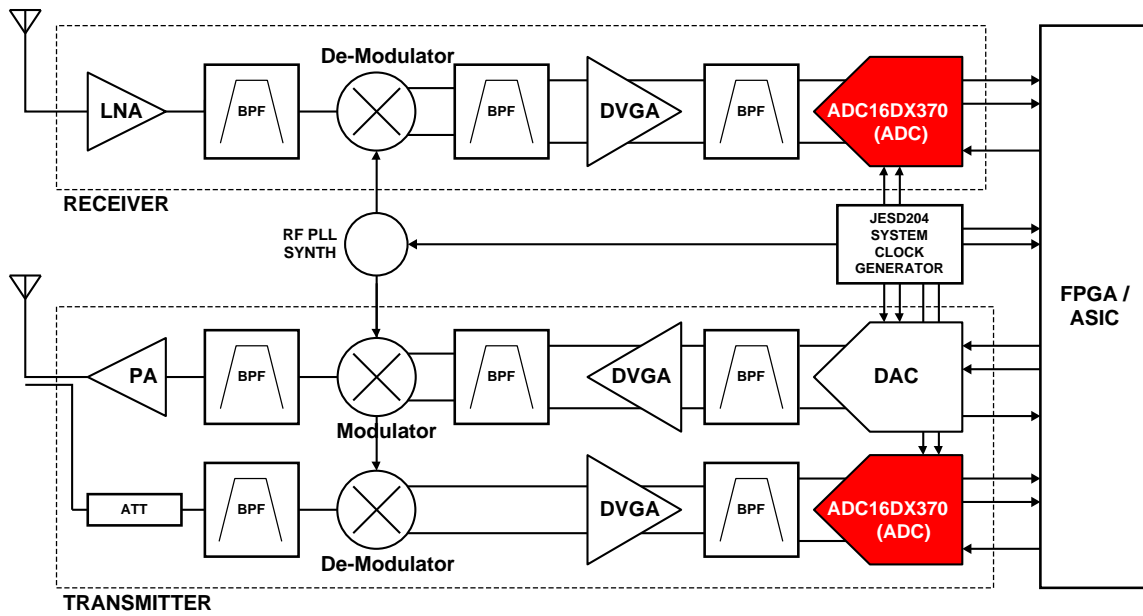 De-Modulator
LNA
BPF
BPF
DVGA
BPF
ADC16DX370
(ADC)
RECEIVER
RF PLL
SYNTH
JESD204
SYSTEM
CLOCK
GENERATOR
FPGA /
ASIC
PA
BPF
BPF
DVGA
BPF
DAC
Modulator
ATT
BPF
DVGA
BPF
ADC16DX370
(ADC)
De-Modulator
TRANSMITTER